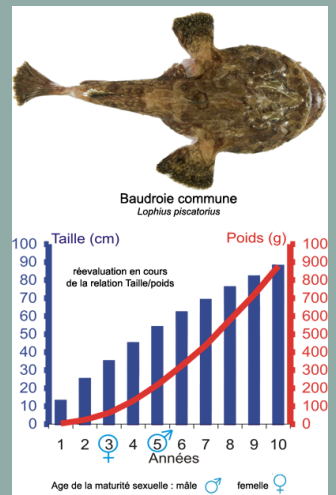 Baudroie commune
Lophius piscatorius
Taille (cm)
Poids (g)
réevaluation en cours
de la relation Taille/poids
100
90
80
70
60
50
40
30
20
10
0
1000
900
800
700
600
500
400
300
200
100
0
1 2 3 4 5 6 7 8 9 10
♀ ♂
Années
Age de la maturité sexuelle : mâle ♂ femelle ♀